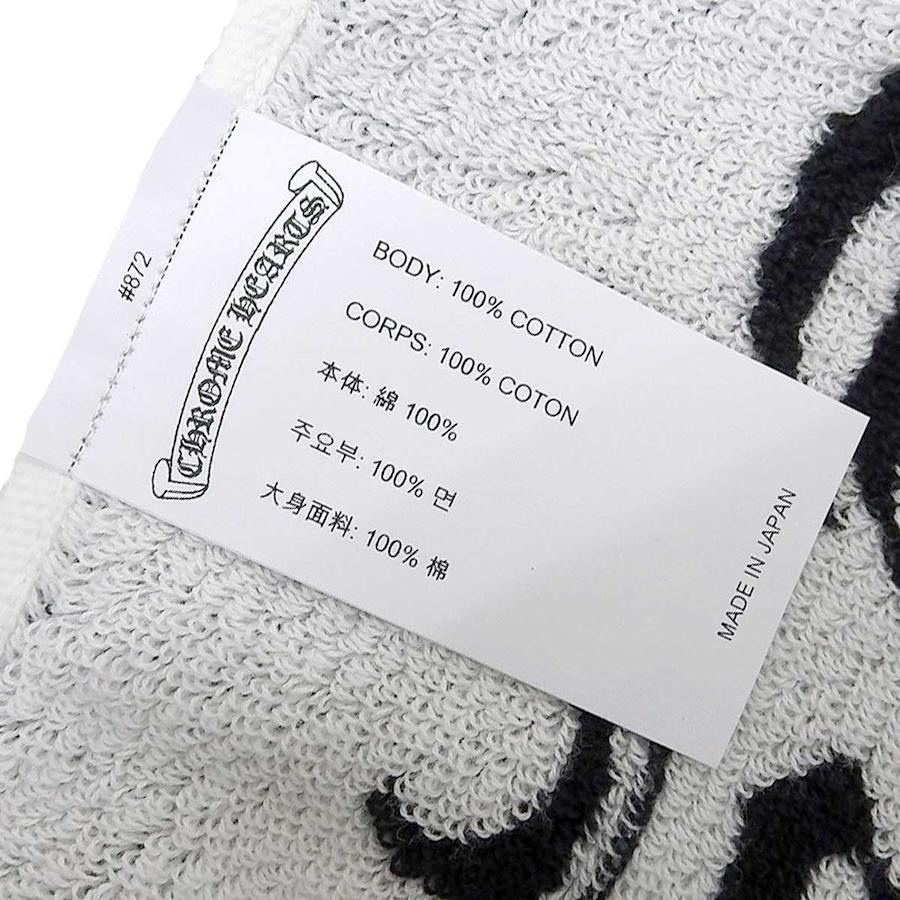 #872
CHROME HEARTS
BODY: 100% COTTON
CORPS: 100% COTON
本体: 綿 100%
주요부: 100% 면
大身面料: 100% 棉
MADE IN JAPAN